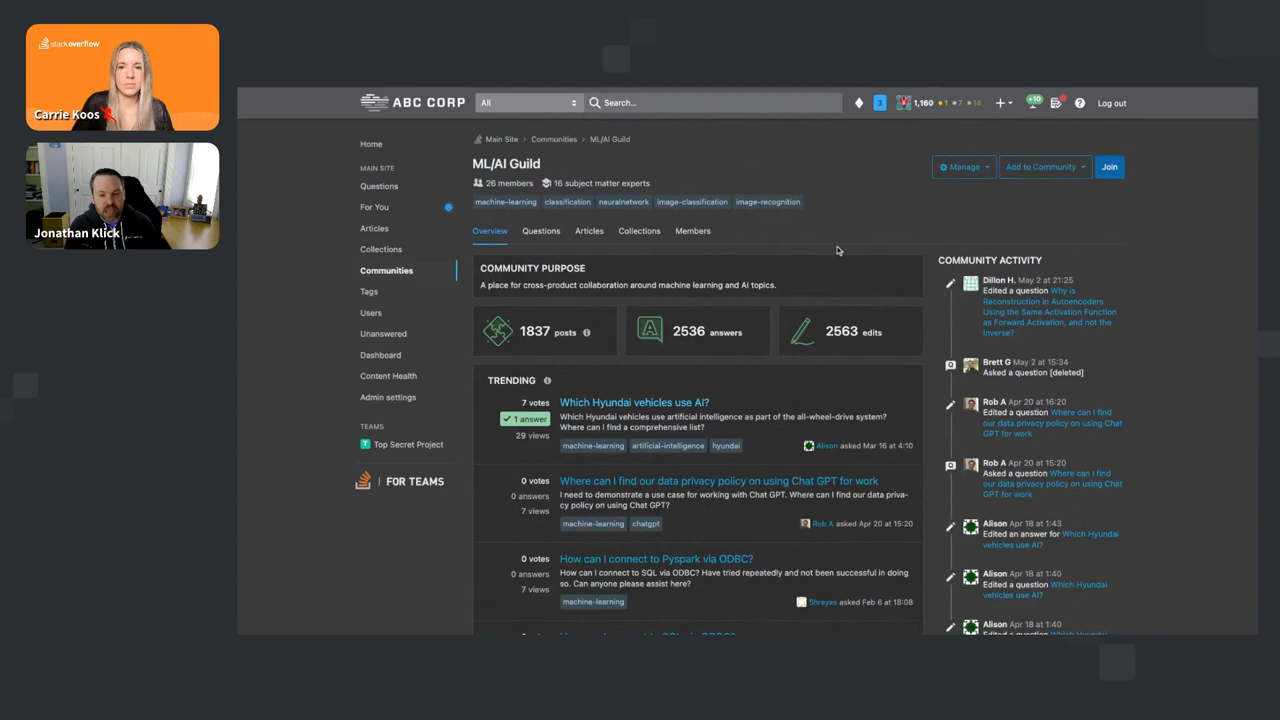 stackoverflow
Carrie Koos
Jonathan Klick
ABC CORP
All
Search...
3
1,160 1 7 14
+10
Log out
Home
MAIN SITE
Questions
For You
Articles
Collections
Communities
Tags
Users
Unanswered
Dashboard
Content Health
Admin settings
TEAMS
T Top Secret Project
FOR TEAMS
Main Site > Communities > ML/AI Guild
ML/AI Guild
26 members 16 subject matter experts
machine-learning classification neuralnetwork image-classification image-recognition
Manage
Add to Community
Join
Overview Questions Articles Collections Members
COMMUNITY PURPOSE
A place for cross-product collaboration around machine learning and AI topics.
1837 posts
2536 answers
2563 edits
TRENDING
7 votes
1 answer
29 views
Which Hyundai vehicles use AI?
Which Hyundai vehicles use artificial intelligence as part of the all-wheel-drive system?
Where can I find a comprehensive list?
machine-learning artificial-intelligence hyundai
Alison asked Mar 16 at 4:10
0 votes
0 answers
7 views
Where can I find our data privacy policy on using Chat GPT for work
I need to demonstrate a use case for working with Chat GPT. Where can I find our data priva-
cy policy on using Chat GPT?
machine-learning chatgpt
Rob A asked Apr 20 at 15:20
0 votes
0 answers
7 views
How can I connect to Pyspark via ODBC?
How can I connect to SQL via ODBC? Have tried repeatedly and not been successful in doing
so. Can anyone please assist here?
machine-learning
Shreyas asked Feb 6 at 18:08
COMMUNITY ACTIVITY
Dillon H. May 2 at 21:25
Edited a question Why is
Reconstruction in Autoencoders
Using the Same Activation Function
as Forward Activation, and not the
Inverse?
Brett G May 2 at 15:34
Asked a question [deleted]
Rob A Apr 20 at 16:20
Edited a question Where can I find
our data privacy policy on using Chat
GPT for work
Rob A Apr 20 at 15:20
Asked a question Where can I find
our data privacy policy on using Chat
GPT for work
Alison Apr 18 at 1:43
Edited an answer for Which Hyundai
vehicles use AI?
Alison Apr 18 at 1:40
Edited a question Which Hyundai
vehicles use AI?
Alison Apr 18 at 1:40
Edited a question Which Hyundai